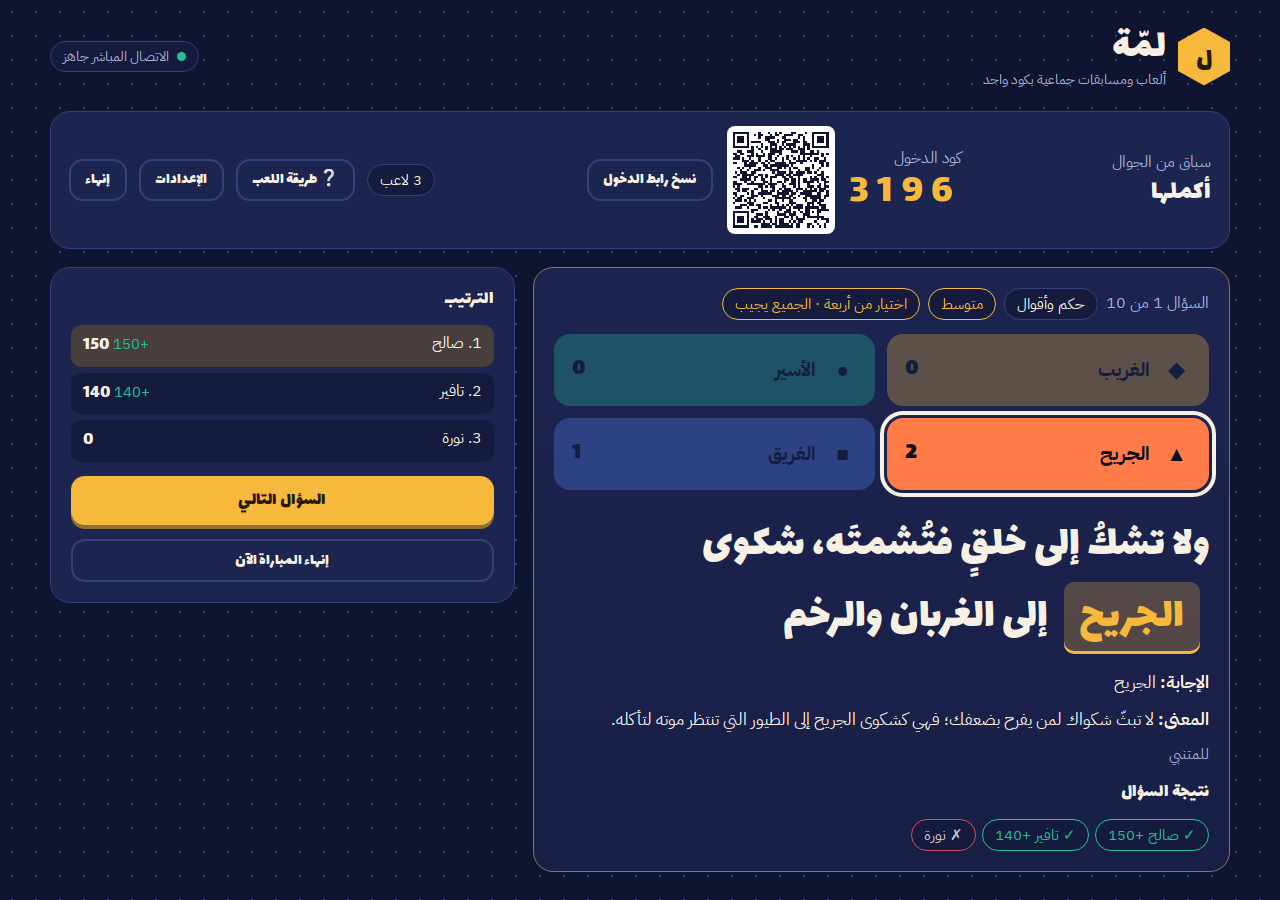 ل
لمّة
ألعاب ومسابقات جماعية بكود واحد
الاتصال المباشر جاهز
سباق من الجوال
أكملها
كود الدخول
3196
نسخ رابط الدخول
3 لاعب
❔ طريقة اللعب
الإعدادات
إنهاء
السؤال 1 من 10
حكم وأقوال
متوسط
اختيار من أربعة · الجميع يجيب
◆ الغريب 0
● الأسير 0
▲ الجريح 2
■ الغريق 1
ولا تشكُ إلى خلقٍ فتُشمتَه، شكوى
الجريح إلى الغربان والرخم
الإجابة: الجريح
المعنى: لا تبثّ شكواك لمن يفرح بضعفك؛ فهي كشكوى الجريح إلى الطيور التي تنتظر موته لتأكله.
للمتنبي
نتيجة السؤال
✓ صالح +150
✓ تافير +140
✗ نورة
الترتيب
1. صالح +150 150
2. تافير +140 140
3. نورة 0
السؤال التالي
إنهاء المباراة الآن